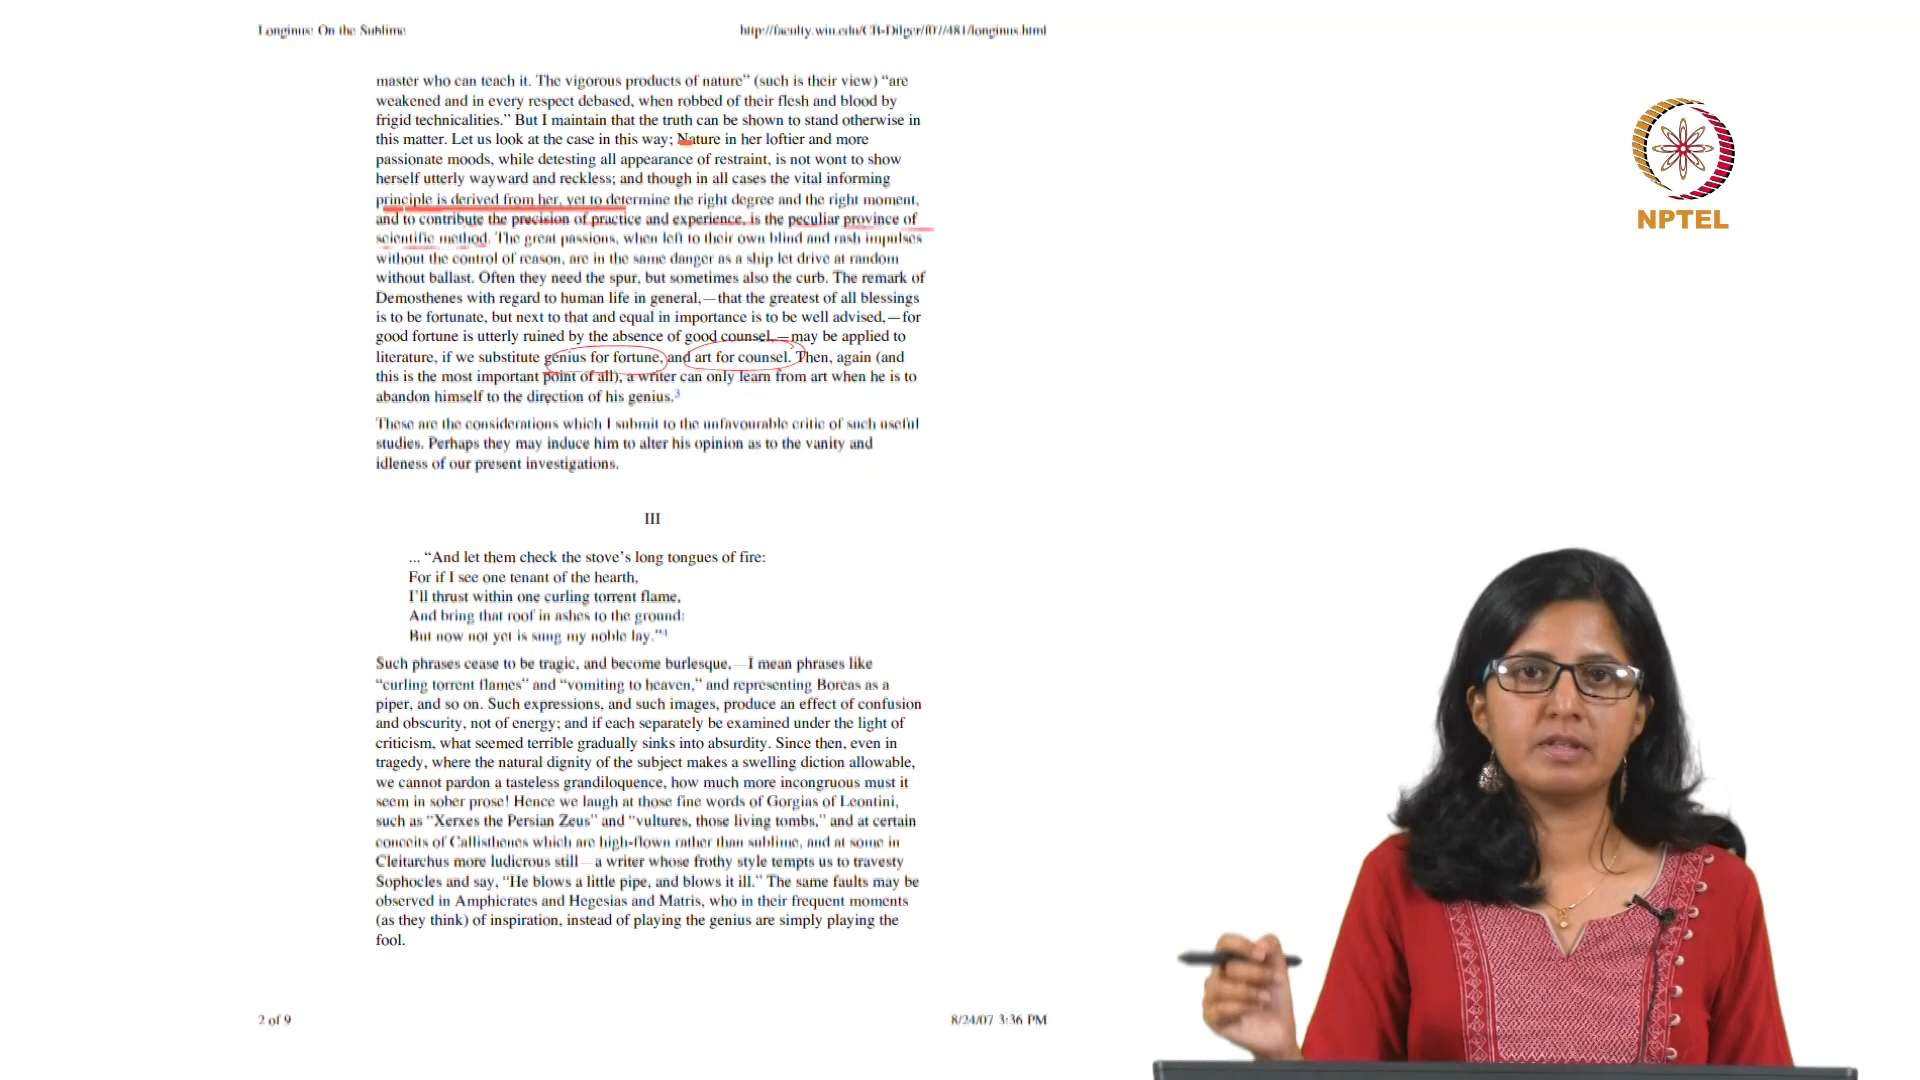 Longinus: On the Sublime
http://faculty.wiu.edu/CB-Dilger/f07/481/longinus.html
master who can teach it. The vigorous products of nature” (such is their view) “are
weakened and in every respect debased, when robbed of their flesh and blood by
frigid technicalities.” But I maintain that the truth can be shown to stand otherwise in
this matter. Let us look at the case in this way; Nature in her loftier and more
passionate moods, while detesting all appearance of restraint, is not wont to show
herself utterly wayward and reckless; and though in all cases the vital informing
principle is derived from her, yet to determine the right degree and the right moment,
and to contribute the precision of practice and experience, is the peculiar province of
scientific method. The great passions, when left to their own blind and rash impulses
without the control of reason, are in the same danger as a ship let drive at random
without ballast. Often they need the spur, but sometimes also the curb. The remark of
Demosthenes with regard to human life in general,—that the greatest of all blessings
is to be fortunate, but next to that and equal in importance is to be well advised,—for
good fortune is utterly ruined by the absence of good counsel,—may be applied to
literature, if we substitute genius for fortune, and art for counsel. Then, again (and
this is the most important point of all), a writer can only learn from art when he is to
abandon himself to the direction of his genius.3
These are the considerations which I submit to the unfavourable critic of such useful
studies. Perhaps they may induce him to alter his opinion as to the vanity and
idleness of our present investigations.
III
... “And let them check the stove’s long tongues of fire:
For if I see one tenant of the hearth,
I’ll thrust within one curling torrent flame,
And bring that roof in ashes to the ground:
But now not yet is sung my noble lay.”4
Such phrases cease to be tragic, and become burlesque,—I mean phrases like
“curling torrent flames” and “vomiting to heaven,” and representing Boreas as a
piper, and so on. Such expressions, and such images, produce an effect of confusion
and obscurity, not of energy; and if each separately be examined under the light of
criticism, what seemed terrible gradually sinks into absurdity. Since then, even in
tragedy, where the natural dignity of the subject makes a swelling diction allowable,
we cannot pardon a tasteless grandiloquence, how much more incongruous must it
seem in sober prose! Hence we laugh at those fine words of Gorgias of Leontini,
such as “Xerxes the Persian Zeus” and “vultures, those living tombs,” and at certain
conceits of Callisthenes which are high-flown rather than sublime, and at some in
Cleitarchus more ludicrous still—a writer whose frothy style tempts us to travesty
Sophocles and say, “He blows a little pipe, and blows it ill.” The same faults may be
observed in Amphicrates and Hegesias and Matris, who in their frequent moments
(as they think) of inspiration, instead of playing the genius are simply playing the
fool.
2 of 9
8/24/07 3:36 PM
NPTEL